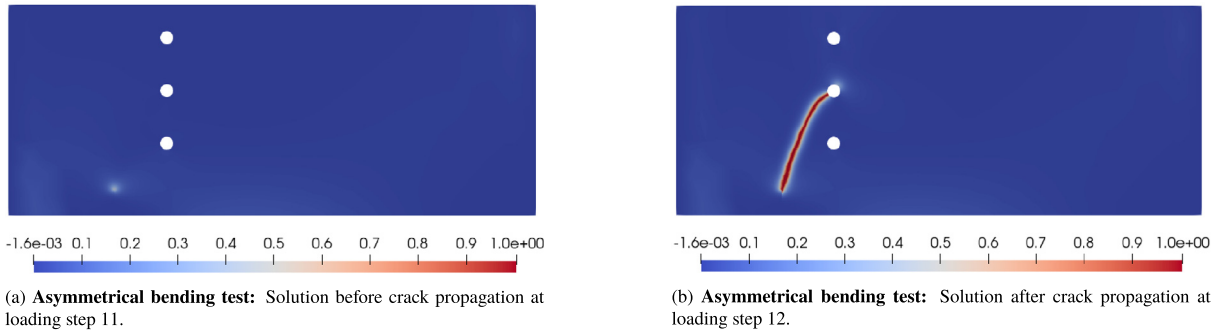 -1.6e-03 0.1 0.2 0.3 0.4 0.5 0.6 0.7 0.8 0.9 1.0e+00
(a) Asymmetrical bending test: Solution before crack propagation at
loading step 11.
-1.6e-03 0.1 0.2 0.3 0.4 0.5 0.6 0.7 0.8 0.9 1.0e+00
(b) Asymmetrical bending test: Solution after crack propagation at
loading step 12.